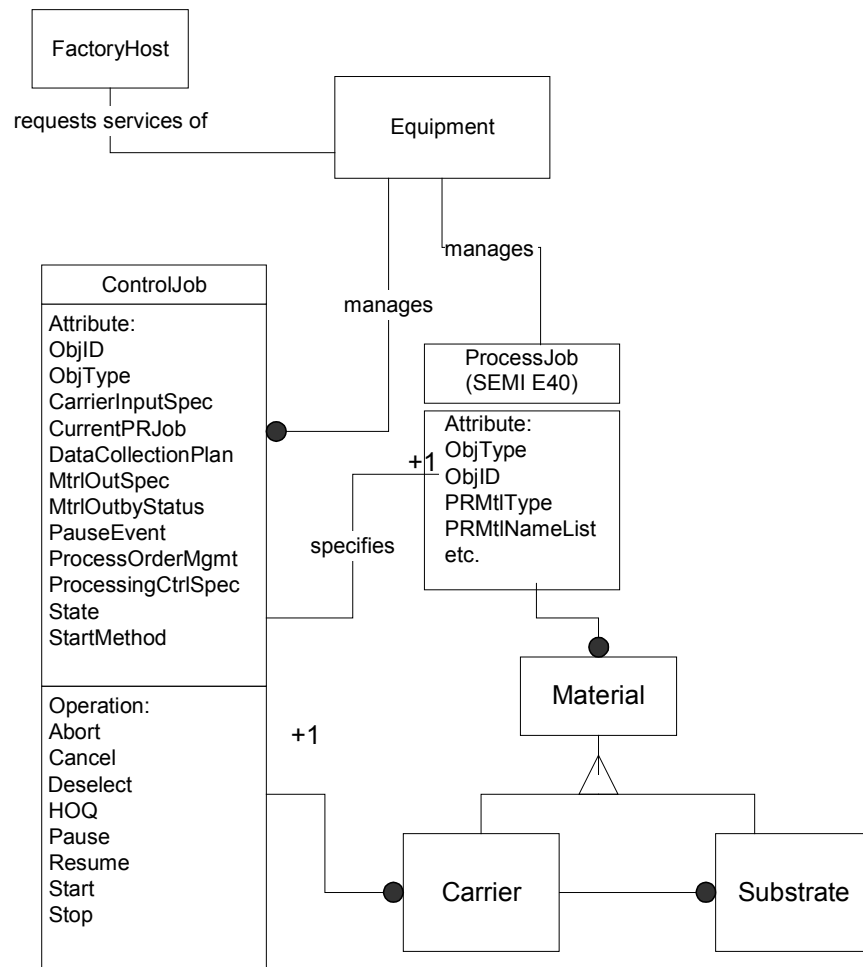 FactoryHost
requests services of
Equipment
manages
manages
ControlJob
Attribute:
ObjID
ObjType
CarrierInputSpec
CurrentPRJob
DataCollectionPlan
MtrlOutSpec
MtrlOutbyStatus
PauseEvent
ProcessOrderMgmt
ProcessingCtrlSpec
State
StartMethod
Operation:
Abort
Cancel
Deselect
HOQ
Pause
Resume
Start
Stop
ProcessJob
(SEMI E40)
Attribute:
ObjType
ObjID
PRMtlType
PRMtlNameList
etc.
+1
specifies
+1
Material
Carrier
Substrate